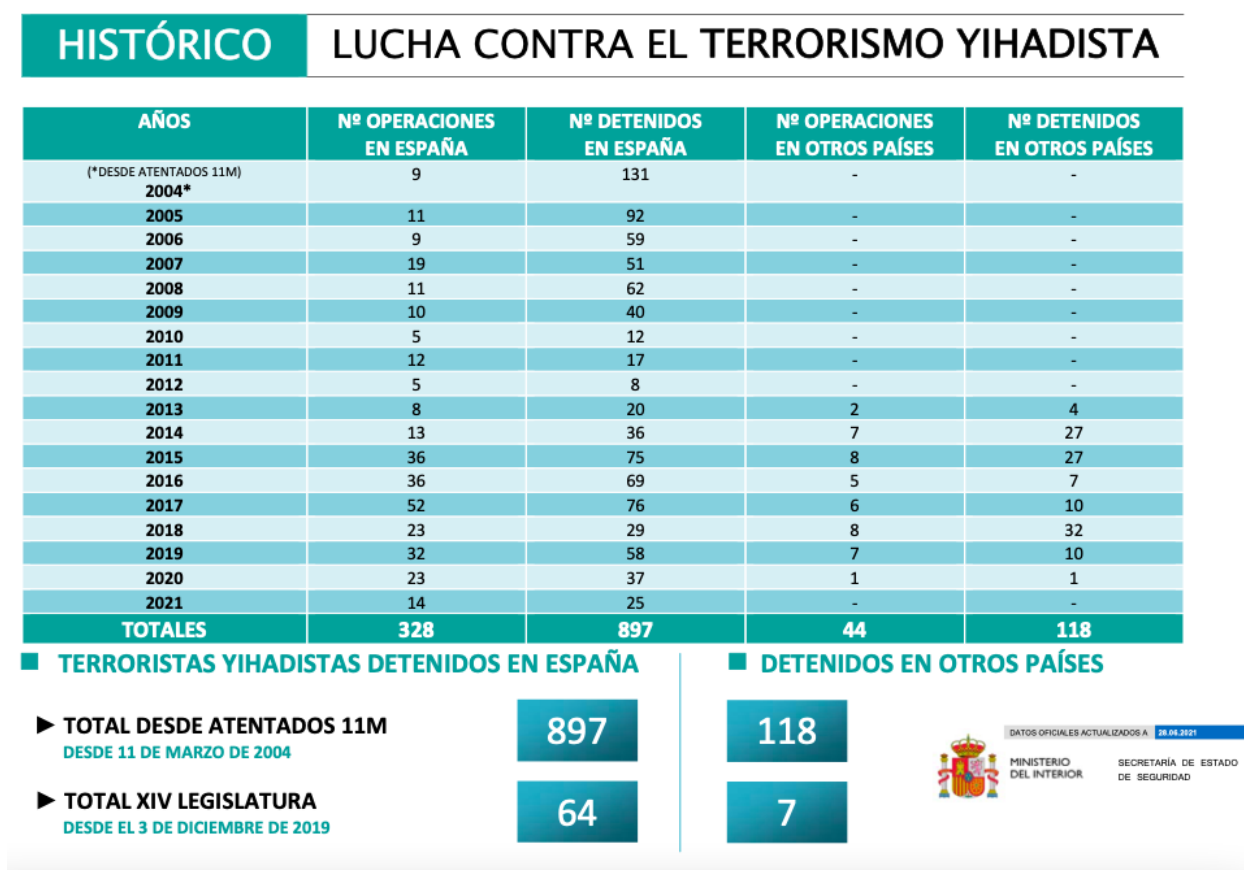 HISTÓRICO LUCHA CONTRA EL TERRORISMO YIHADISTA
AÑOS Nº OPERACIONES EN ESPAÑA Nº DETENIDOS EN ESPAÑA Nº OPERACIONES EN OTROS PAÍSES Nº DETENIDOS EN OTROS PAÍSES
(*DESDE ATENTADOS 11M)
2004* 9 131 - -
2005 11 92 - -
2006 9 59 - -
2007 19 51 - -
2008 11 62 - -
2009 10 40 - -
2010 5 12 - -
2011 12 17 - -
2012 5 8 - -
2013 8 20 2 4
2014 13 36 7 27
2015 36 75 8 27
2016 36 69 5 7
2017 52 76 6 10
2018 23 29 8 32
2019 32 58 7 10
2020 23 37 1 1
2021 14 25 - -
TOTALES 328 897 44 118
TERRORISTAS YIHADISTAS DETENIDOS EN ESPAÑA
TOTAL DESDE ATENTADOS 11M 897
DESDE 11 DE MARZO DE 2004
TOTAL XIV LEGISLATURA 64
DESDE EL 3 DE DICIEMBRE DE 2019
DETENIDOS EN OTROS PAÍSES
118
7
DATOS OFICIALES ACTUALIZADOS A 28.06.2021
MINISTERIO
DEL INTERIOR
SECRETARÍA DE ESTADO
DE SEGURIDAD